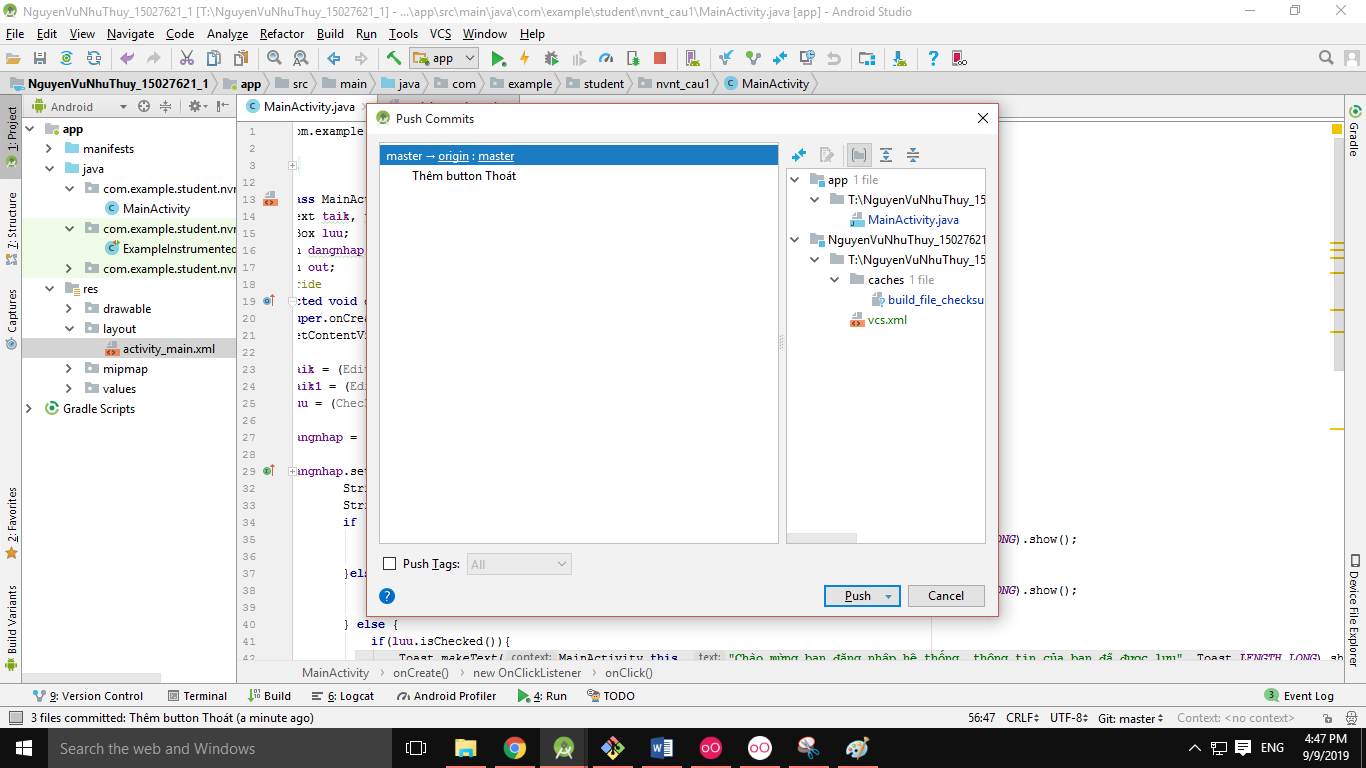 NguyenVuNhuThuy_15027621_1 [T:\NguyenVuNhuThuy_15027621_1] - ...\app\src\main\java\com\example\student\nvnt_cau1\MainActivity.java [app] - Android Studio
File Edit View Navigate Code Analyze Refactor Build Run Tools VCS Window Help
app
NguyenVuNhuThuy_15027621_1 app src main java com example student nvnt_cau1 MainActivity
1: Project
7: Structure
Captures
2: Favorites
Build Variants
Android
app
manifests
java
com.example.student.nvn
MainActivity
com.example.student.nvn
ExampleInstrumented
com.example.student.nvn
res
drawable
layout
activity_main.xml
mipmap
values
Gradle Scripts
MainActivity.java
1 om.example
2
3
12
13 ass MainAc
14 ext taik,
15 Box luu;
16 n dangnhap
17 n out;
18 ride
19 cted void
20 uper.onCrea
21 etContentVi
22
23 aik = (Edi
24 aik1 = (Ed
25 uu = (Chec
26
27 angnhap =
28
29 angnhap.set
32 Stri
33 Stri
34 if
35 NG).show();
36
37 }els
38 ONG).show();
39
40 } else {
41 if(luu.isChecked()){
42 Toast.makeText( context: MainActivity.this, text: "Chào mừng bạn đăng nhập hệ thống, thông tin của bạn đã được lưu", Toast.LENGTH_LONG).sh
Push Commits
master → origin : master
Thêm button Thoát
app 1 file
T:\NguyenVuNhuThuy_15
MainActivity.java
NguyenVuNhuThuy_15027621
T:\NguyenVuNhuThuy_15
caches 1 file
build_file_checksu
vcs.xml
Push Tags: All
Push Cancel
Gradle
Device File Explorer
MainActivity onCreate() new OnClickListener onClick()
9: Version Control Terminal Build 6: Logcat Android Profiler 4: Run TODO 3 Event Log
3 files committed: Thêm button Thoát (a minute ago) 56:47 CRLF UTF-8 Git: master Context: <no context>
Search the web and Windows
ENG
4:47 PM
9/9/2019